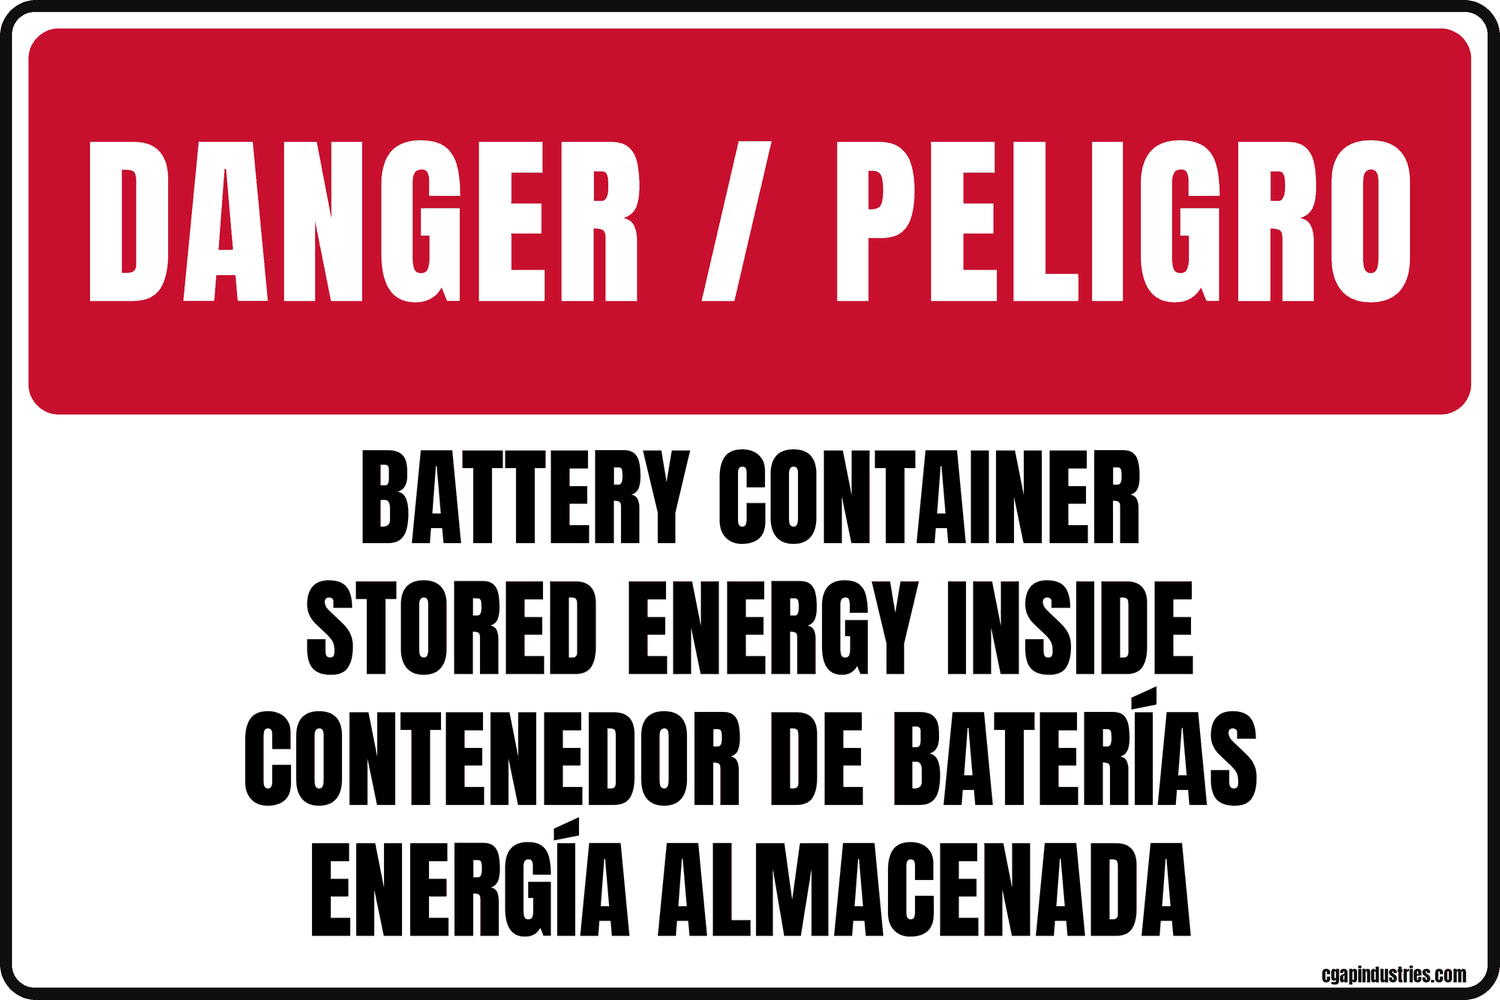 DANGER / PELIGRO
BATTERY CONTAINER
STORED ENERGY INSIDE
CONTENEDOR DE BATERÍAS
ENERGÍA ALMACENADA
cgapindustries.com